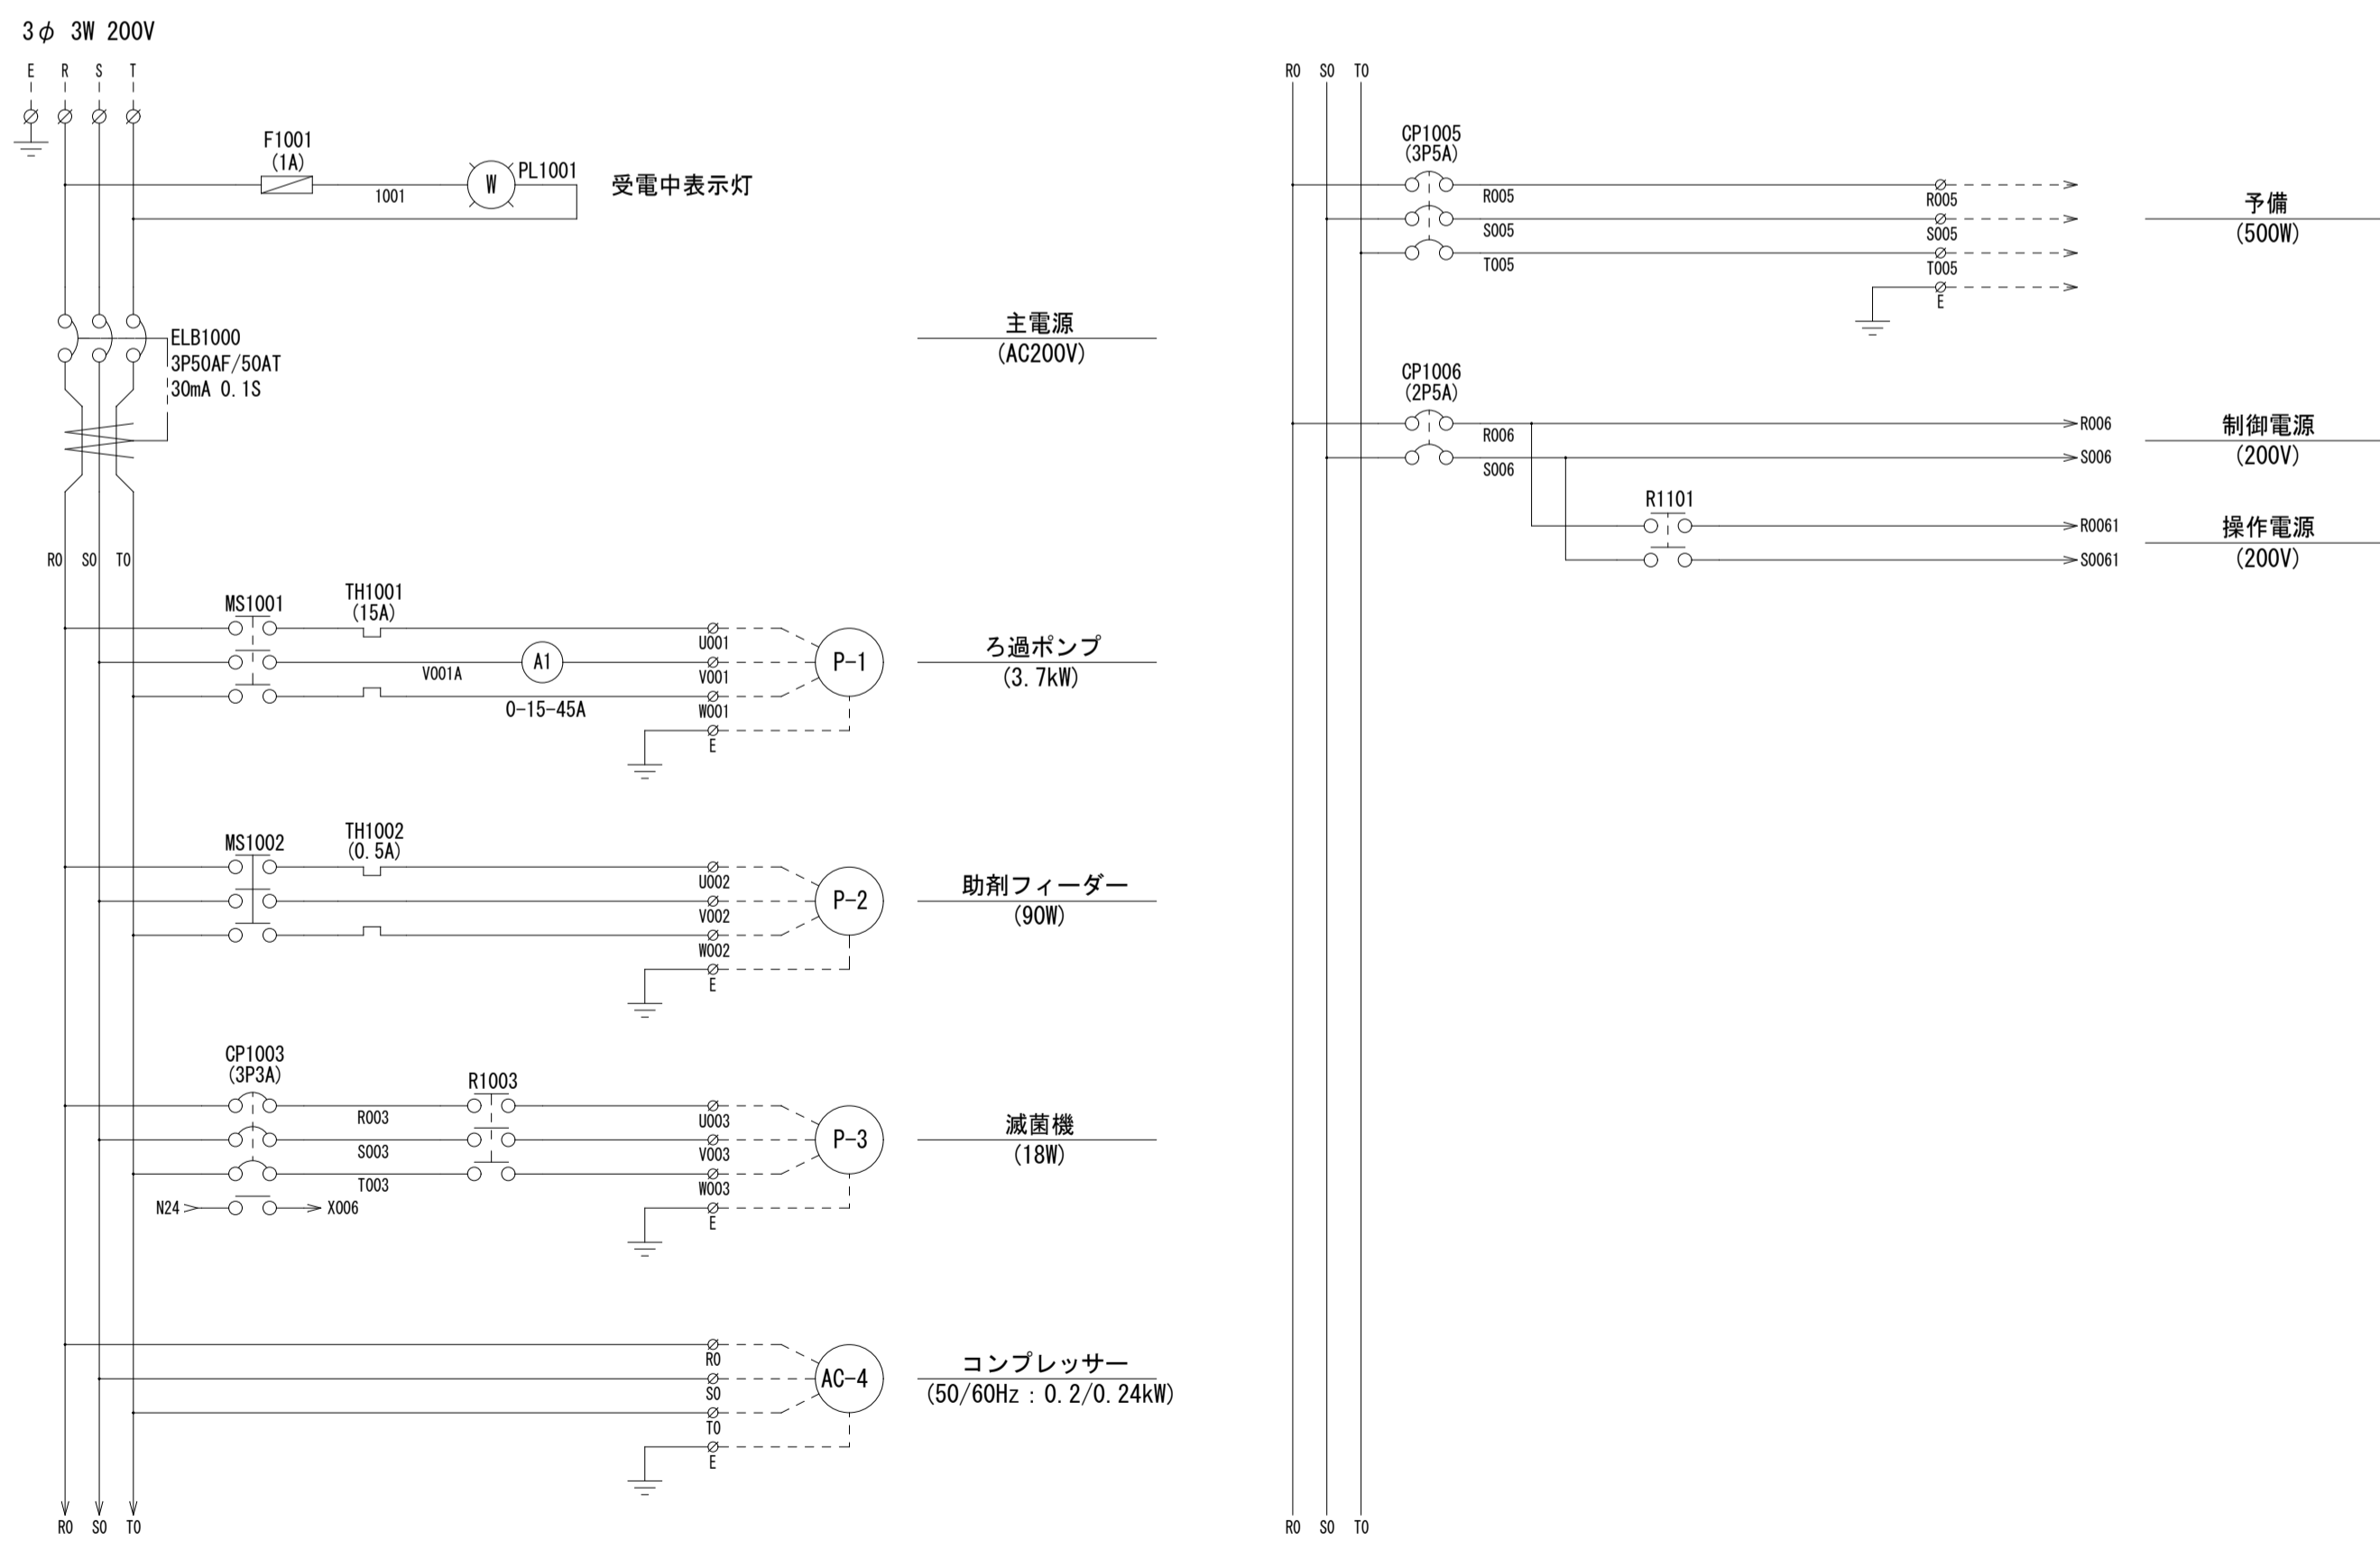 3φ 3W 200V
E R S T
F1001
(1A)
1001
W
PL1001
受電中表示灯
ELB1000
3P50AF/50AT
30mA 0.1S
主電源
(AC200V)
R0 S0 T0
MS1001
TH1001
(15A)
V001A
A1
0-15-45A
U001
V001
W001
E
P-1
ろ過ポンプ
(3.7kW)
MS1002
TH1002
(0.5A)
U002
V002
W002
E
P-2
助剤フィーダー
(90W)
CP1003
(3P3A)
R003
S003
T003
N24
X006
R1003
U003
V003
W003
E
P-3
滅菌機
(18W)
R0
S0
T0
E
AC-4
コンプレッサー
(50/60Hz : 0.2/0.24kW)
R0 S0 T0
R0 S0 T0
CP1005
(3P5A)
R005
S005
T005
R005
S005
T005
E
予備
(500W)
CP1006
(2P5A)
R006
S006
R006
S006
制御電源
(200V)
R1101
R0061
S0061
操作電源
(200V)
R0 S0 T0